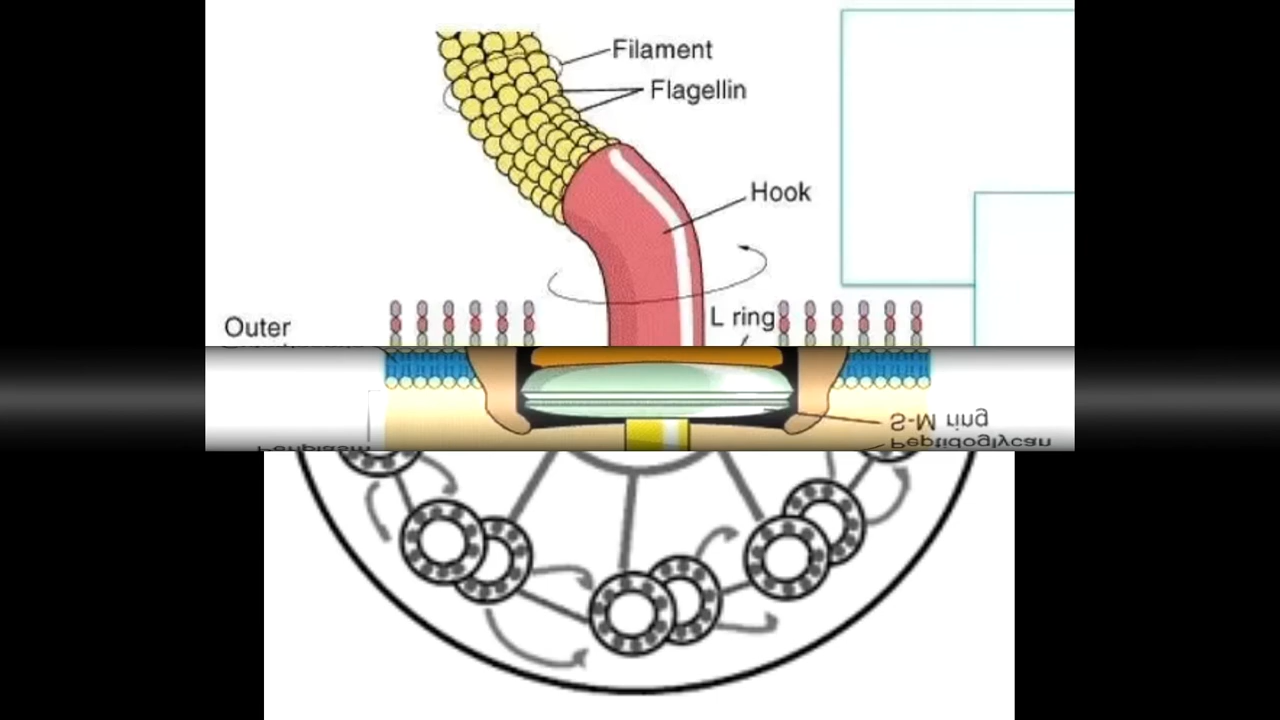 Filament
Flagellin
Hook
L ring
Outer
S-M ring
Peptidoglycan
Periplasm